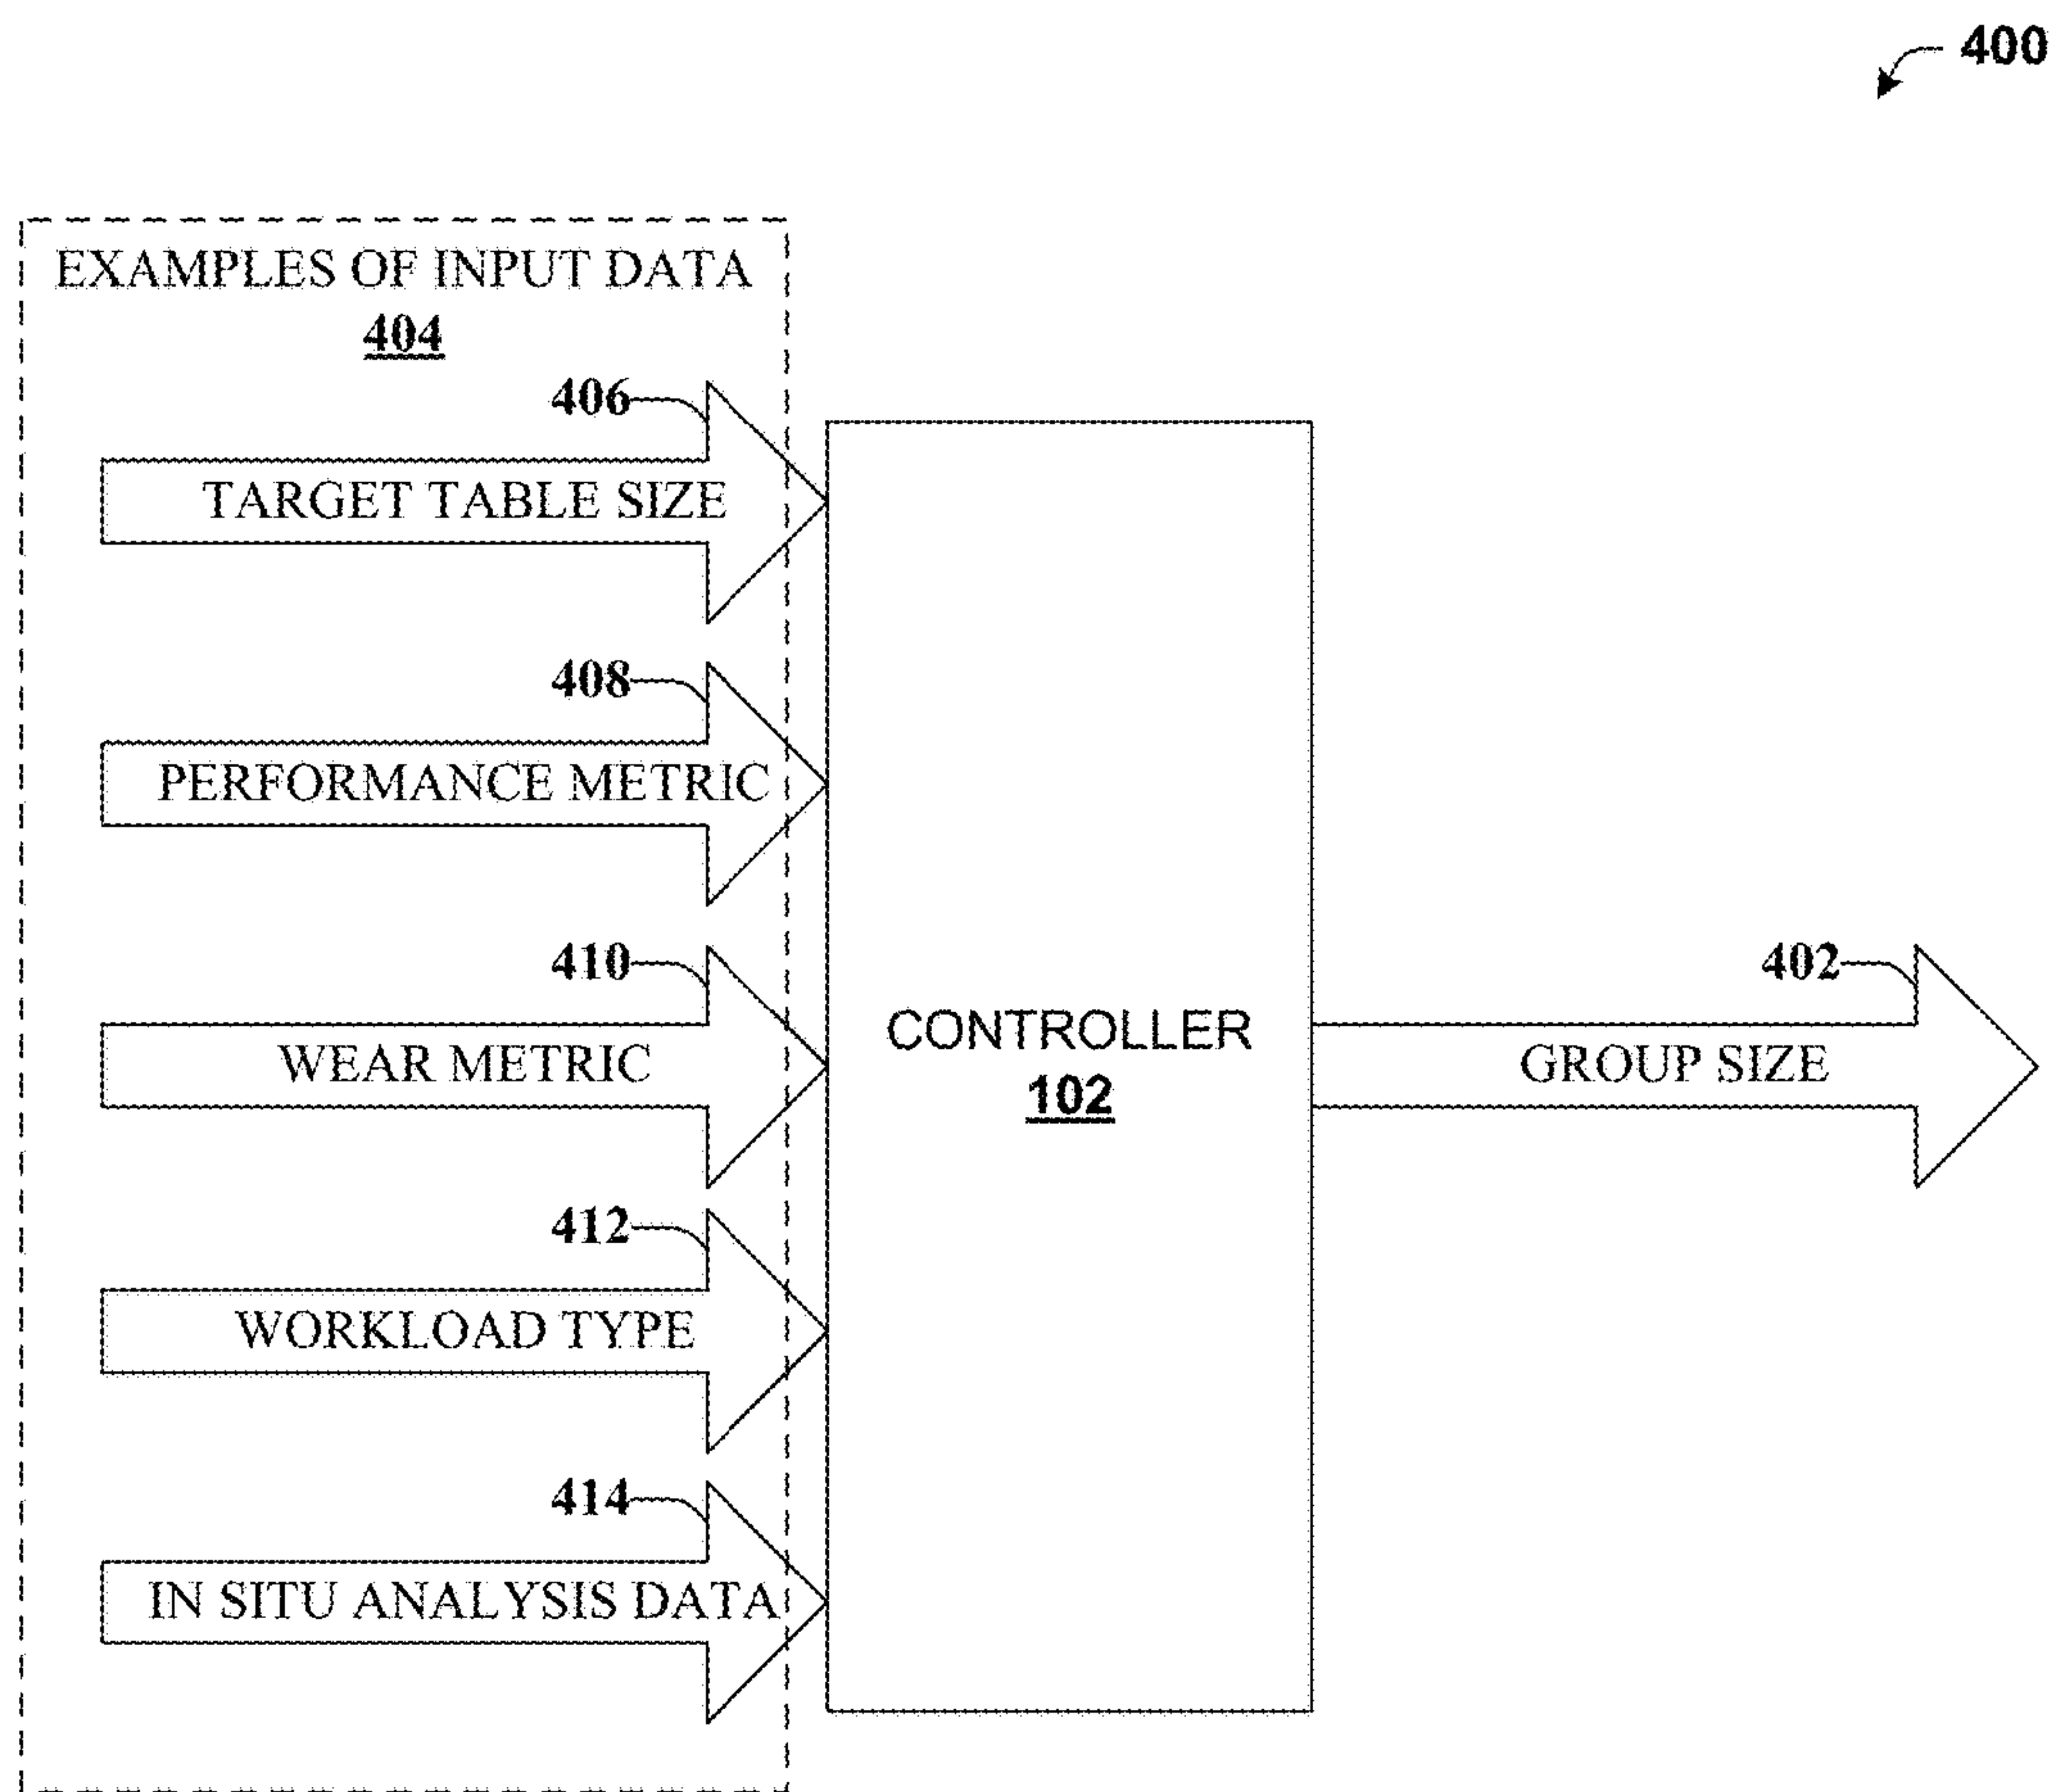 400
EXAMPLES OF INPUT DATA
404
406
TARGET TABLE SIZE
408
PERFORMANCE METRIC
410
WEAR METRIC
412
WORKLOAD TYPE
414
IN SITU ANALYSIS DATA
CONTROLLER
102
402
GROUP SIZE